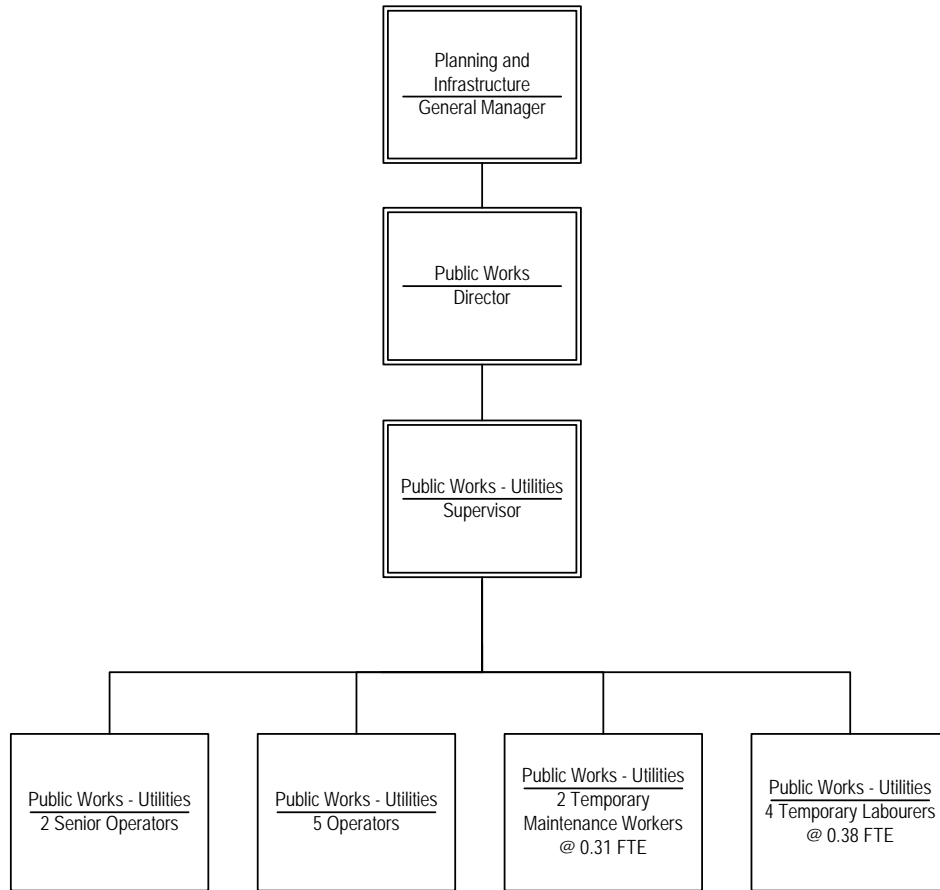 Planning and
Infrastructure
General Manager
Public Works
Director
Public Works - Utilities
Supervisor
Public Works - Utilities
2 Senior Operators
Public Works - Utilities
5 Operators
Public Works - Utilities
2 Temporary
Maintenance Workers
@ 0.31 FTE
Public Works - Utilities
4 Temporary Labourers
@ 0.38 FTE